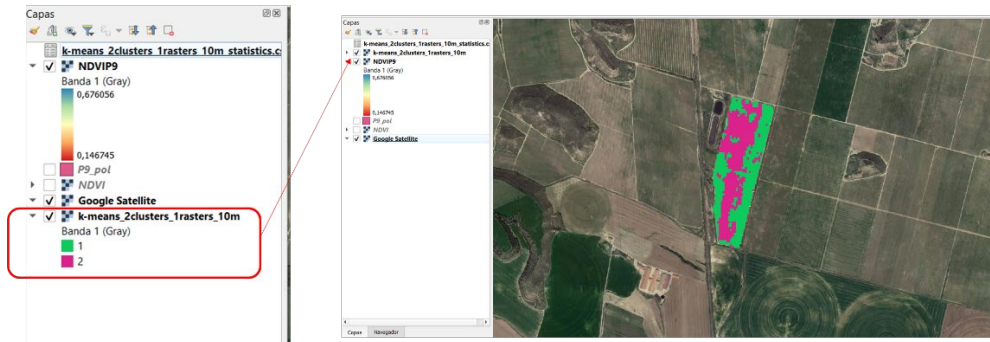 Capas
k-means_2clusters_1rasters_10m_statistics.c
NDVIP9
Banda 1 (Gray)
0,676056
0,146745
P9_pol
NDVI
Google Satellite
k-means_2clusters_1rasters_10m
Banda 1 (Gray)
1
2
Capas
k-means_2clusters_1rasters_10m_statistics.c
k-means_2clusters_1rasters_10m
NDVIP9
Banda 1 (Gray)
0,676056
0,146745
P9_pol
NDVI
Google Satellite
Capas
Navegador